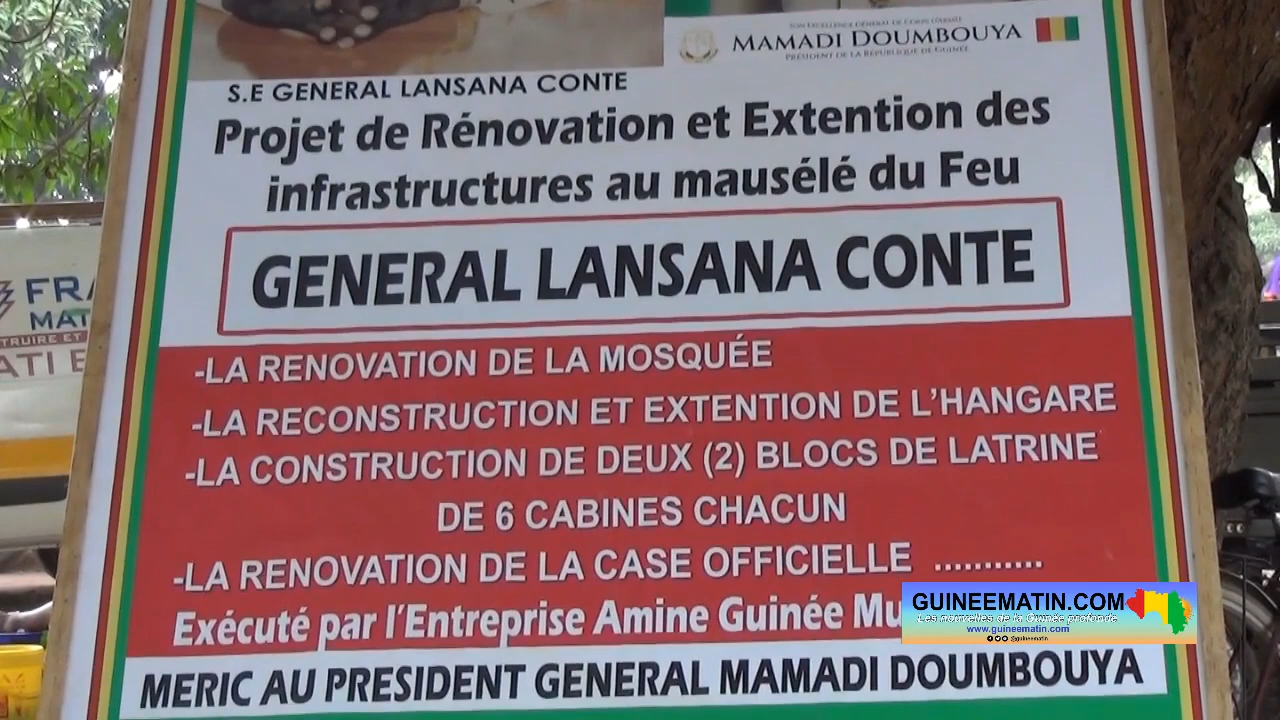 SON EXCELLENCE GÉNÉRAL DE CORPS D'ARMÉE
MAMADI DOUMBOUYA
PRÉSIDENT DE LA RÉPUBLIQUE DE GUINÉE
S.E GENERAL LANSANA CONTE
Projet de Rénovation et Extention des
infrastructures au mausélé du Feu
GENERAL LANSANA CONTE
-LA RENOVATION DE LA MOSQUÉE
-LA RECONSTRUCTION ET EXTENTION DE L'HANGARE
-LA CONSTRUCTION DE DEUX (2) BLOCS DE LATRINE
DE 6 CABINES CHACUN
-LA RENOVATION DE LA CASE OFFICIELLE ...........
Exécuté par l'Entreprise Amine Guinée
MERIC AU PRESIDENT GENERAL MAMADI DOUMBOUYA
GUINEEMATIN.COM
Les nouvelles de la Guinée profonde
www.guineematin.com
@guineematin